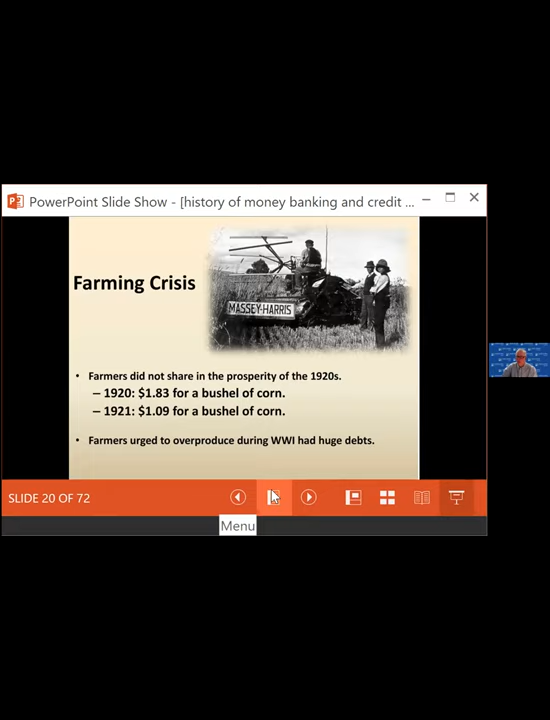 PowerPoint Slide Show - [history of money banking and credit ...
Farming Crisis
MASSEY-HARRIS
• Farmers did not share in the prosperity of the 1920s.
– 1920: $1.83 for a bushel of corn.
– 1921: $1.09 for a bushel of corn.
• Farmers urged to overproduce during WWI had huge debts.
SLIDE 20 OF 72
Menu